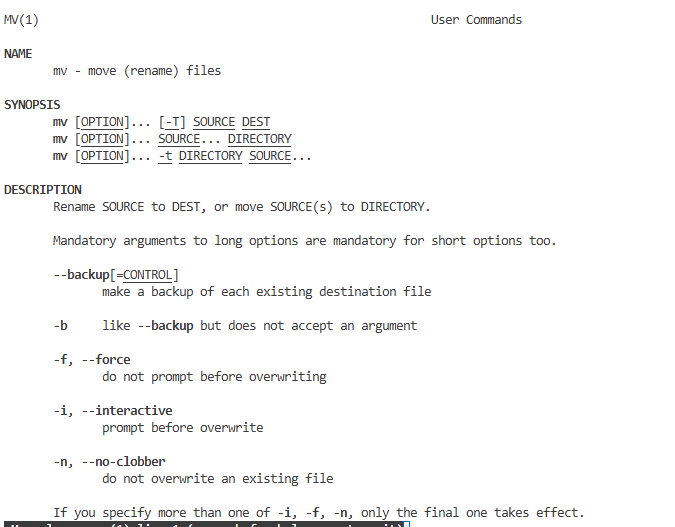 MV(1) User Commands
NAME
mv - move (rename) files
SYNOPSIS
mv [OPTION]... [-T] SOURCE DEST
mv [OPTION]... SOURCE... DIRECTORY
mv [OPTION]... -t DIRECTORY SOURCE...
DESCRIPTION
Rename SOURCE to DEST, or move SOURCE(s) to DIRECTORY.
Mandatory arguments to long options are mandatory for short options too.
--backup[=CONTROL]
make a backup of each existing destination file
-b like --backup but does not accept an argument
-f, --force
do not prompt before overwriting
-i, --interactive
prompt before overwrite
-n, --no-clobber
do not overwrite an existing file
If you specify more than one of -i, -f, -n, only the final one takes effect.